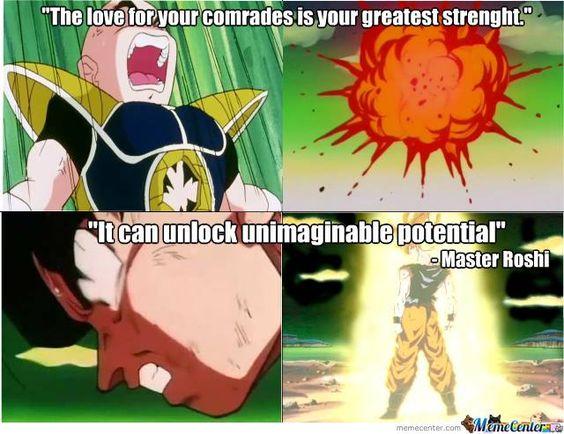 "The love for your comrades is your greatest strenght."
"It can unlock unimaginable potential"
- Master Roshi
memecenter.com MemeCenter